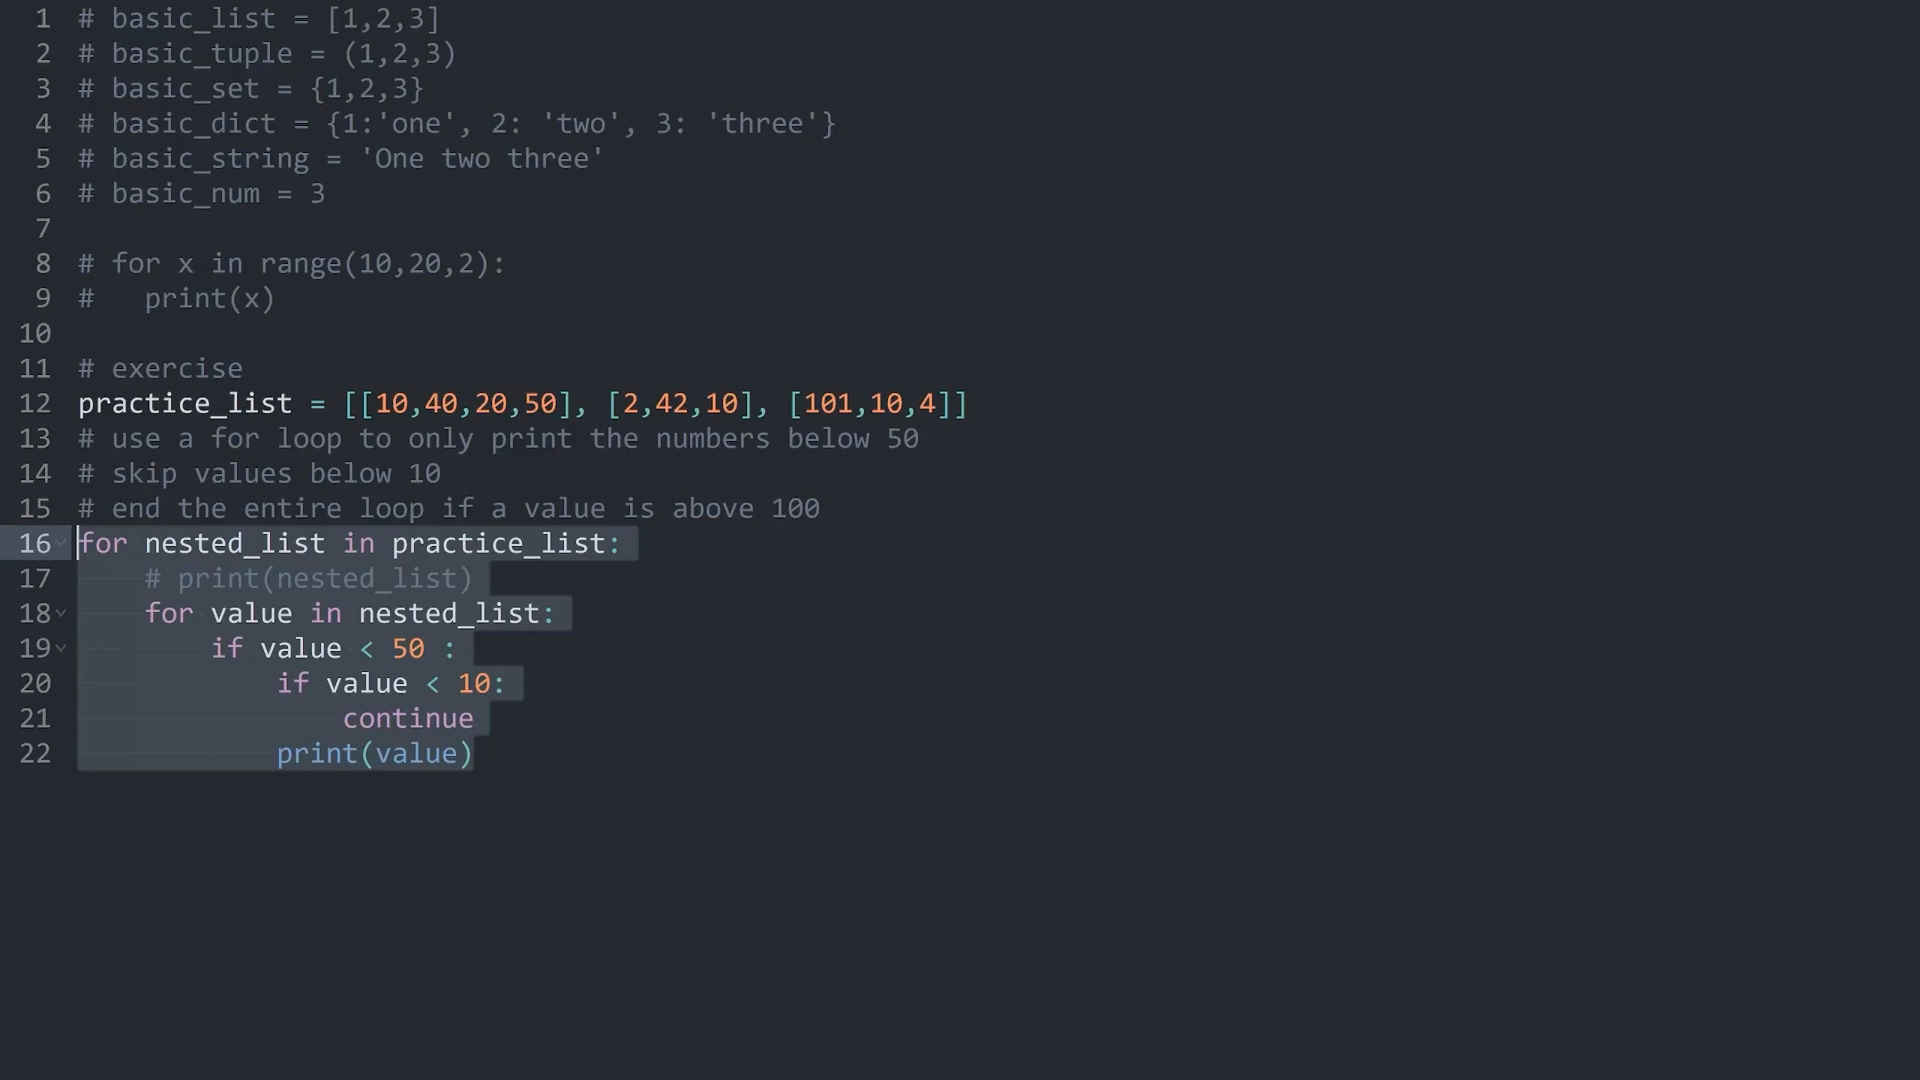 1 # basic_list = [1,2,3]
2 # basic_tuple = (1,2,3)
3 # basic_set = {1,2,3}
4 # basic_dict = {1:'one', 2: 'two', 3: 'three'}
5 # basic_string = 'One two three'
6 # basic_num = 3
7
8 # for x in range(10,20,2):
9 #   print(x)
10
11 # exercise
12 practice_list = [[10,40,20,50], [2,42,10], [101,10,4]]
13 # use a for loop to only print the numbers below 50
14 # skip values below 10
15 # end the entire loop if a value is above 100
16 for nested_list in practice_list:
17     # print(nested_list)
18     for value in nested_list:
19         if value < 50 :
20             if value < 10:
21                 continue
22             print(value)